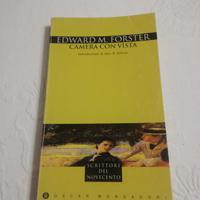 EDWARD M. FORSTER
CAMERA CON VISTA
SCRITTORI
DEL
NOVECENTO
OSCAR MONDADORI